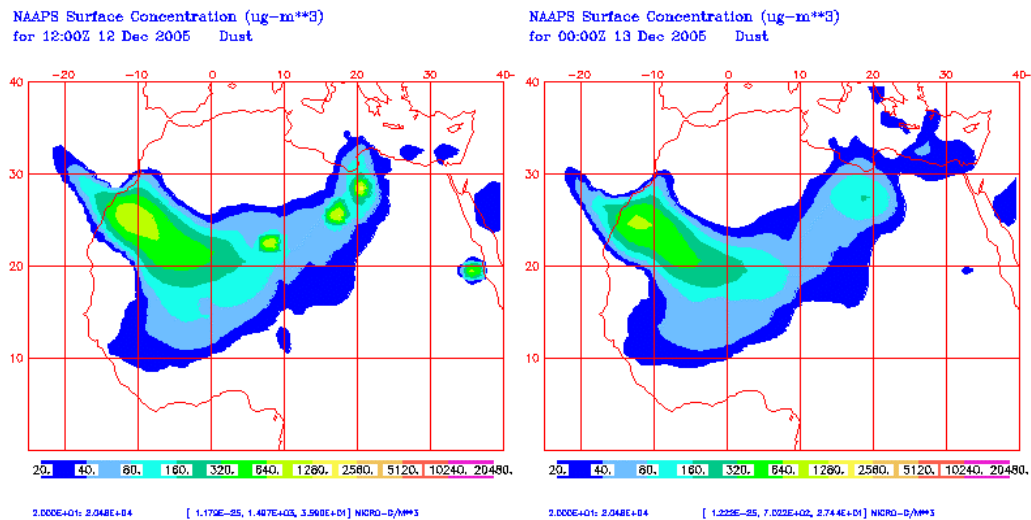 NAAPS Surface Concentration (ug-m**3)
for 12:00Z 12 Dec 2005 Dust
-20 -10 0 10 20 30 40
40
30
20
10
20. 40. 80. 160. 320. 640. 1280. 2560. 5120. 10240. 20480.
2.000E+01: 2.048E+04 [ 1.179E-25, 1.497E+03, 3.590E+01] MICRO-G/M**3
NAAPS Surface Concentration (ug-m**3)
for 00:00Z 13 Dec 2005 Dust
-20 -10 0 10 20 30 40-
40
30
20
10
20. 40. 80. 160. 320. 640. 1280. 2560. 5120. 10240. 20480.
2.000E+01: 2.048E+04 [ 1.222E-25, 7.022E+02, 2.744E+01] MICRO-G/M**3